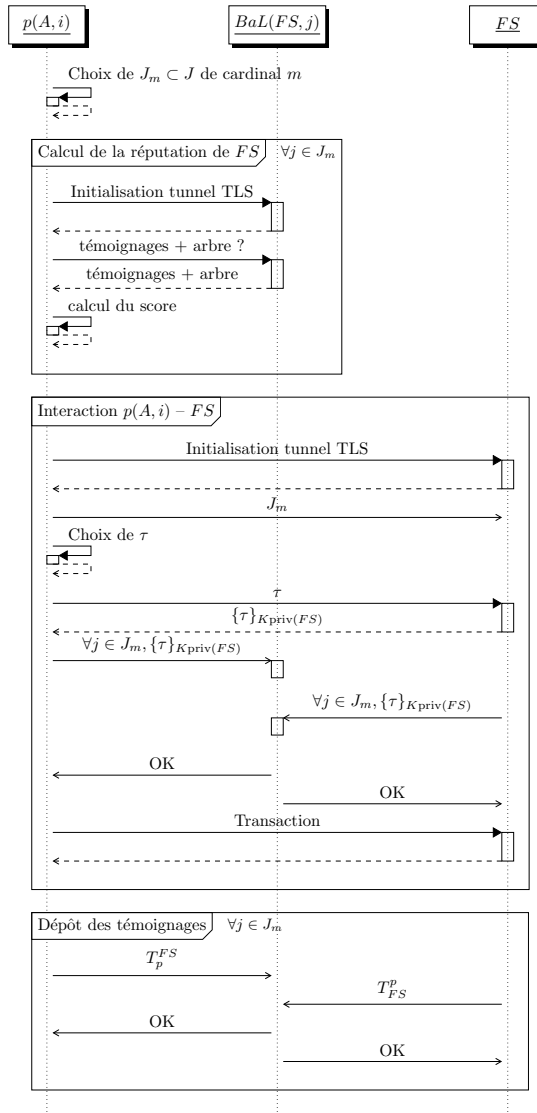 p(A, i) BaL(FS, j) FS
Choix de J_m ⊂ J de cardinal m
Calcul de la réputation de FS ∀j ∈ J_m
Initialisation tunnel TLS
témoignages + arbre ?
témoignages + arbre
calcul du score
Interaction p(A, i) – FS
Initialisation tunnel TLS
J_m
Choix de τ
τ
{τ}_{Kpriv(FS)}
∀j ∈ J_m, {τ}_{Kpriv(FS)}
∀j ∈ J_m, {τ}_{Kpriv(FS)}
OK
OK
Transaction
Dépôt des témoignages ∀j ∈ J_m
T_p^{FS}
T_{FS}^p
OK
OK